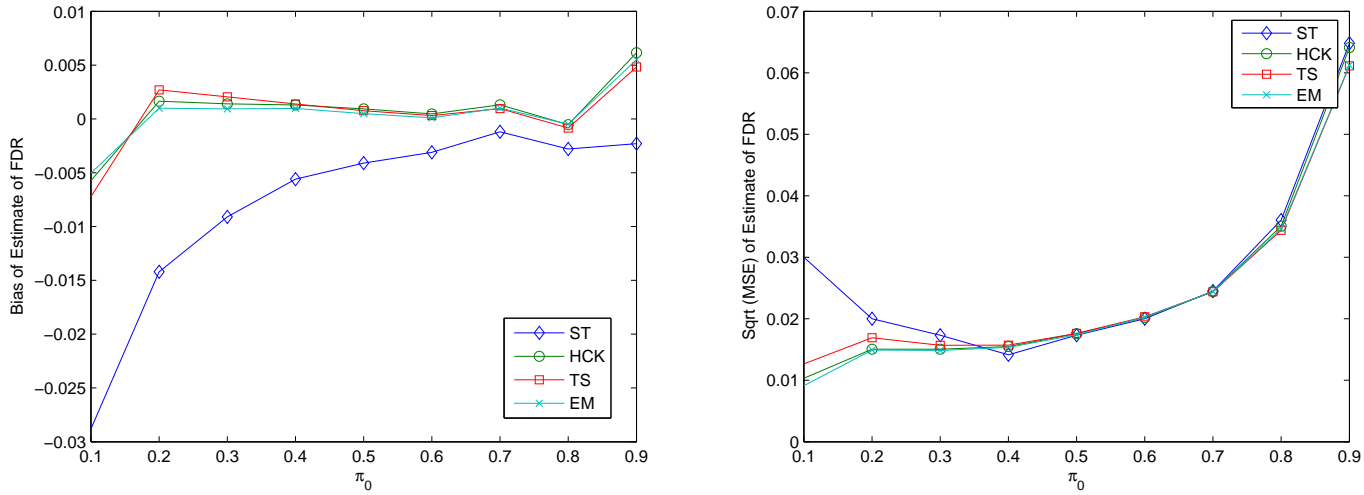 0.01
0.005
0
−0.005
−0.01
−0.015
−0.02
−0.025
−0.03
Bias of Estimate of FDR
0.1 0.2 0.3 0.4 0.5 0.6 0.7 0.8 0.9
π0
ST
HCK
TS
EM
0.07
0.06
0.05
0.04
0.03
0.02
0.01
0
Sqrt (MSE) of Estimate of FDR
0.1 0.2 0.3 0.4 0.5 0.6 0.7 0.8 0.9
π0
ST
HCK
TS
EM